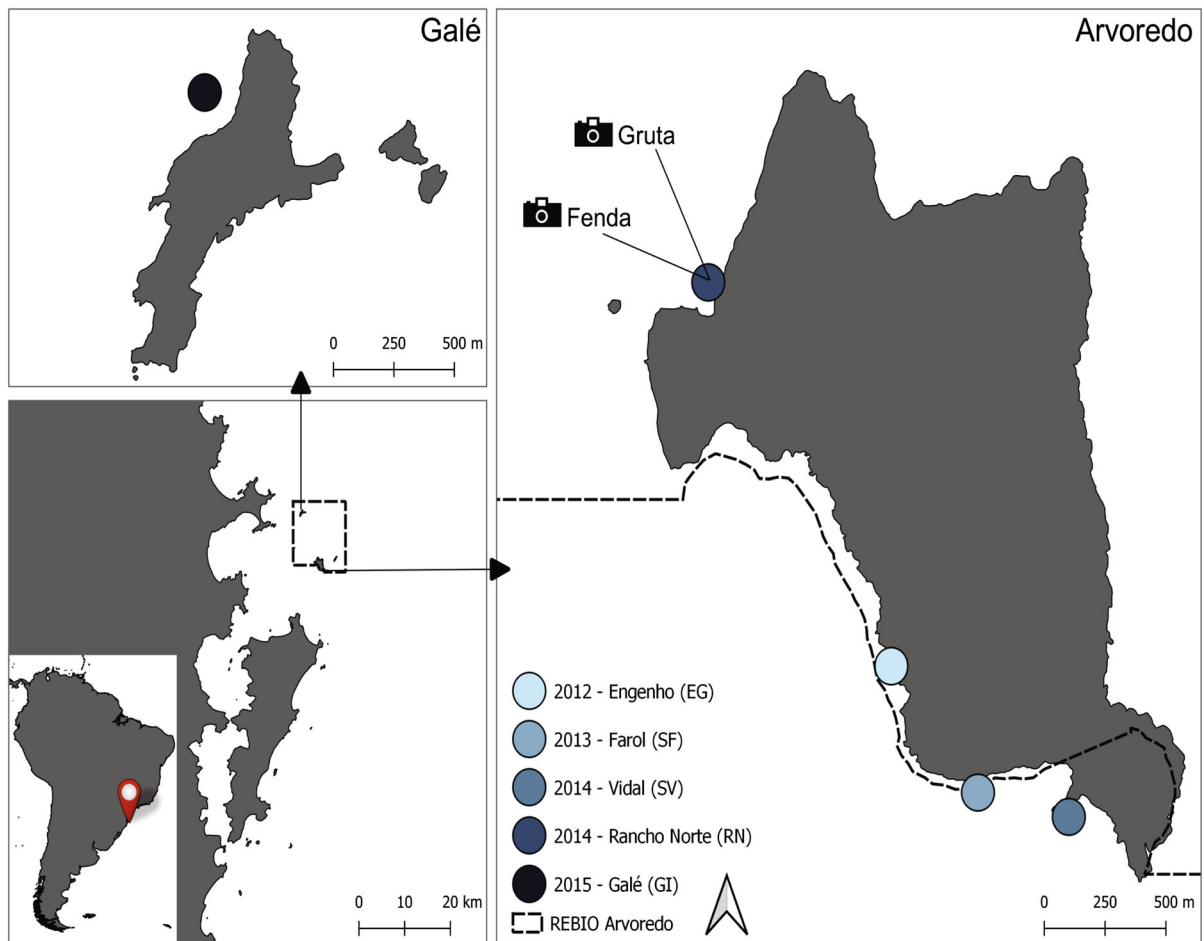 Galé
0 250 500 m
Arvoredo
Gruta
Fenda
0 10 20 km
2012 - Engenho (EG)
2013 - Farol (SF)
2014 - Vidal (SV)
2014 - Rancho Norte (RN)
2015 - Galé (GI)
REBIO Arvoredo
0 250 500 m